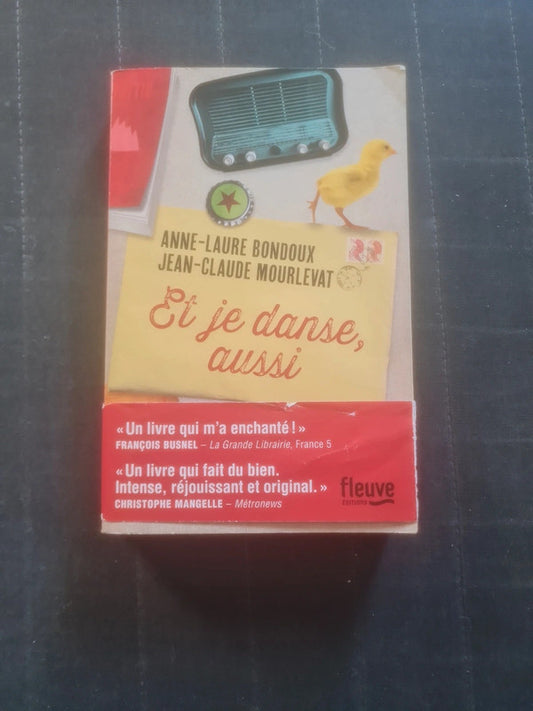 ANNE-LAURE BONDOUX
JEAN-CLAUDE MOURLEVAT
Et je danse,
aussi
« Un livre qui m'a enchanté ! »
FRANÇOIS BUSNEL – La Grande Librairie, France 5
« Un livre qui fait du bien.
Intense, réjouissant et original. »
CHRISTOPHE MANGELLE – Métronews
fleuve
ÉDITIONS